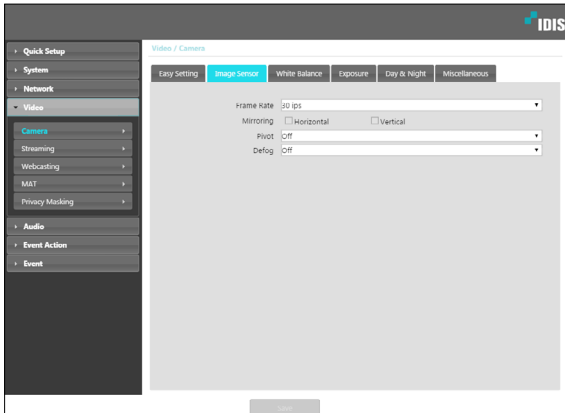 IDIS
Quick Setup
System
Network
Video
Camera
Streaming
Webcasting
MAT
Privacy Masking
Audio
Event Action
Event
Video / Camera
Easy Setting Image Sensor White Balance Exposure Day & Night Miscellaneous
Frame Rate 30 ips
Mirroring Horizontal Vertical
Pivot Off
Defog Off
Save